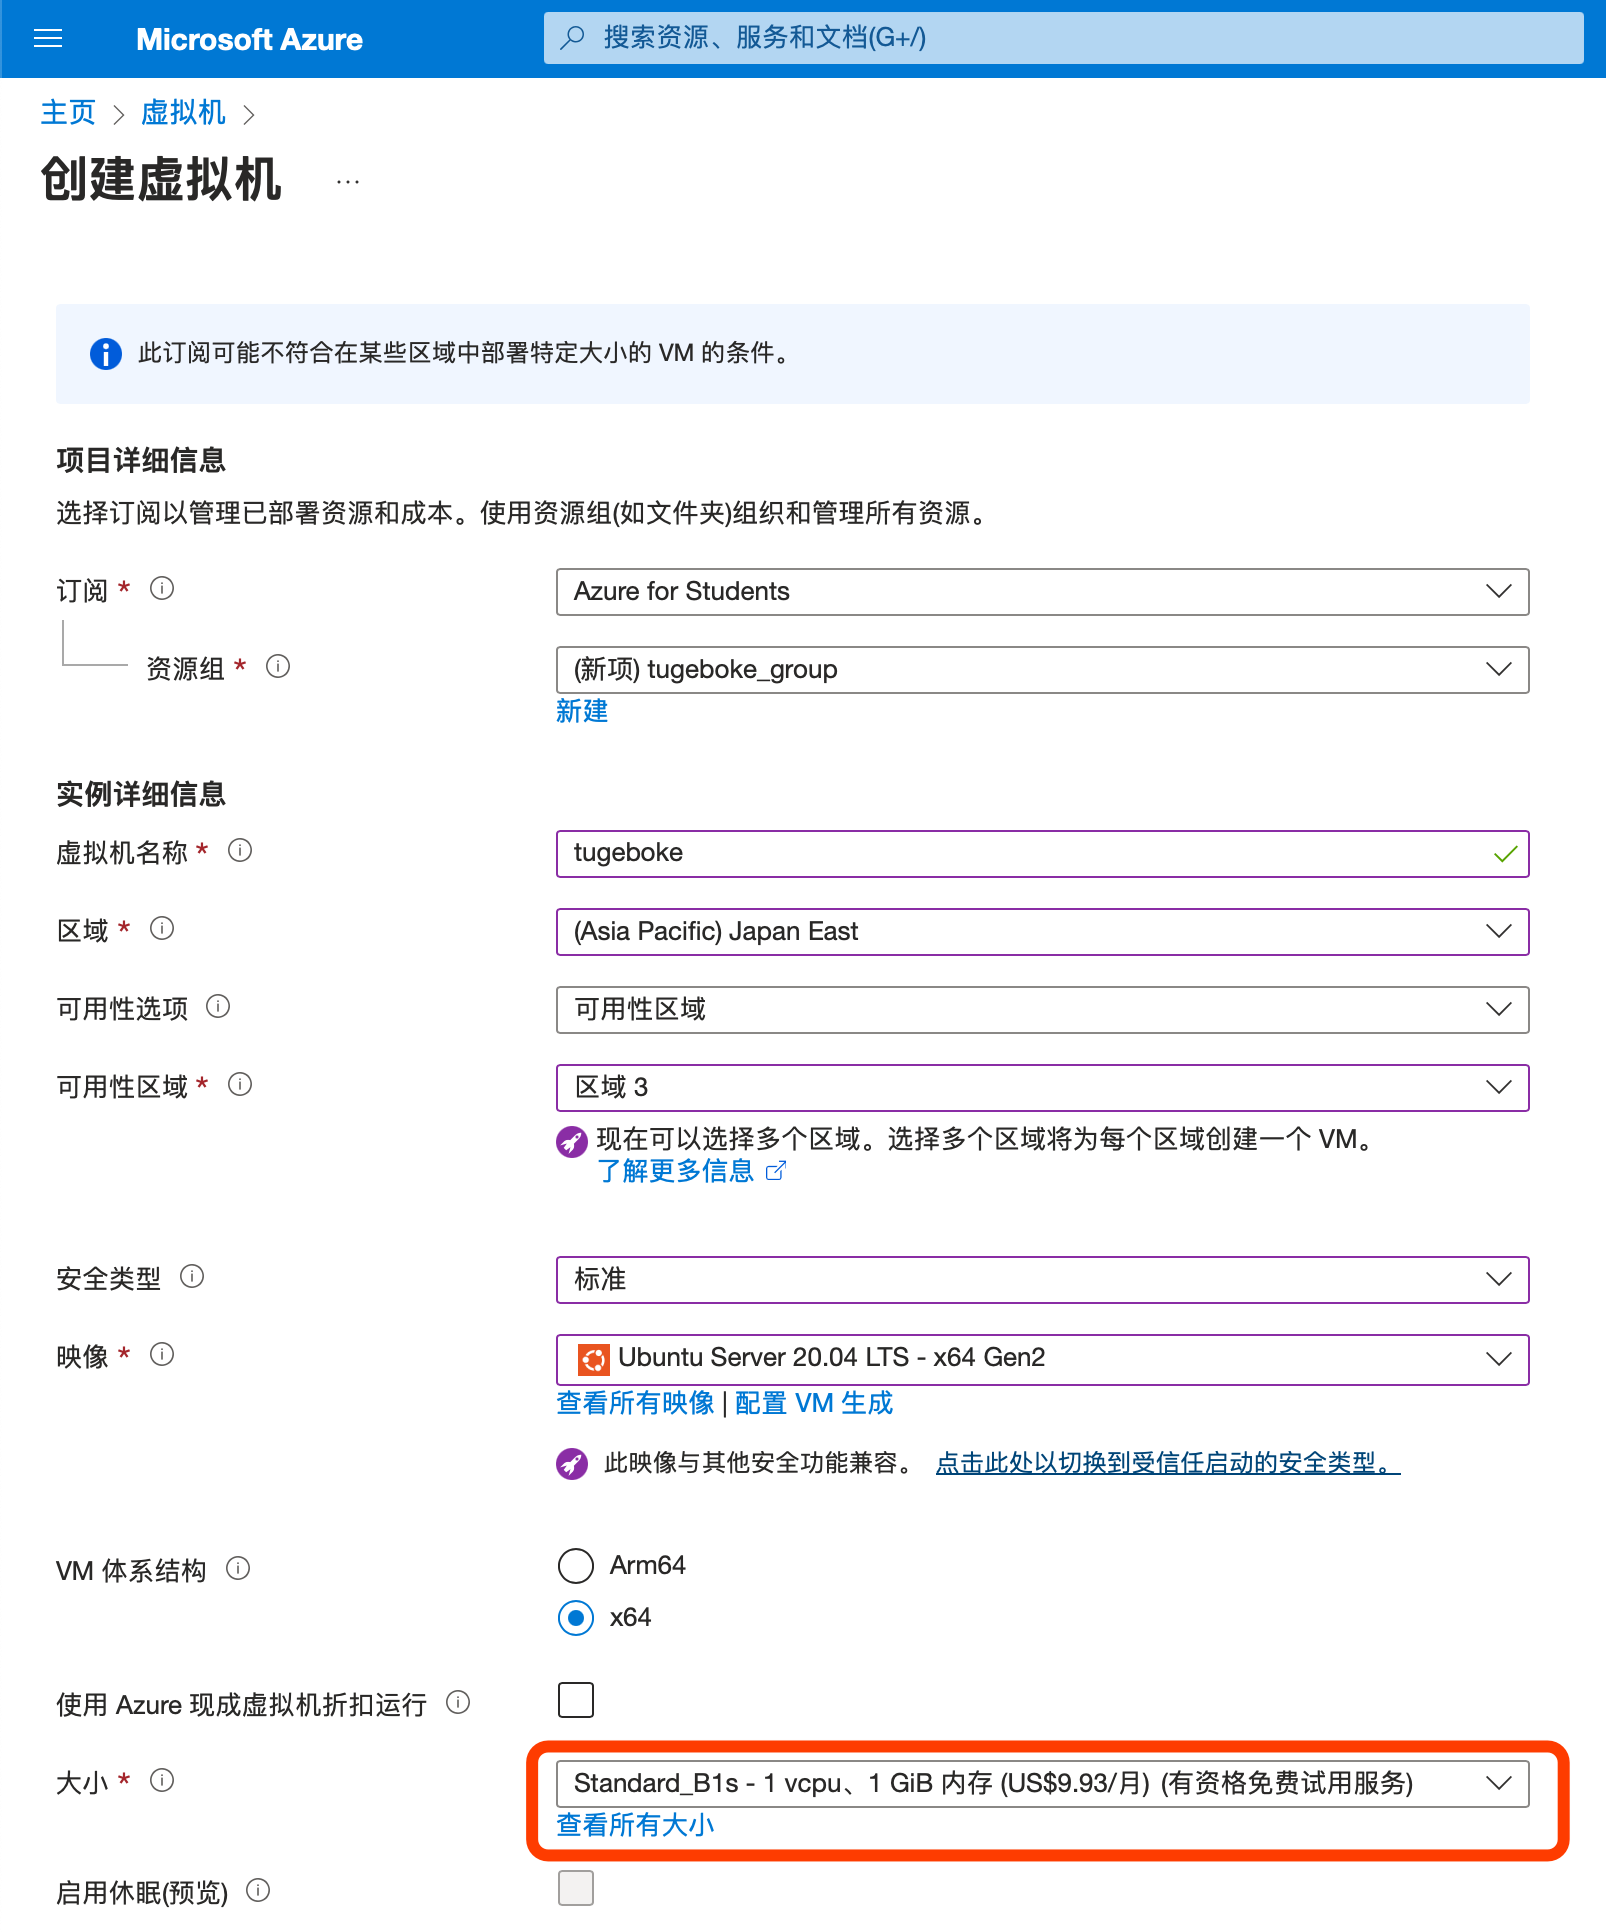 Microsoft Azure
搜索资源、服务和文档(G+/)
主页 > 虚拟机 >
创建虚拟机 ...
此订阅可能不符合在某些区域中部署特定大小的 VM 的条件。
项目详细信息
选择订阅以管理已部署资源和成本。使用资源组(如文件夹)组织和管理所有资源。
订阅 *
Azure for Students
资源组 *
(新项) tugeboke_group
新建
实例详细信息
虚拟机名称 *
tugeboke
区域 *
(Asia Pacific) Japan East
可用性选项
可用性区域
可用性区域 *
区域 3
现在可以选择多个区域。选择多个区域将为每个区域创建一个 VM。
了解更多信息
安全类型
标准
映像 *
Ubuntu Server 20.04 LTS - x64 Gen2
查看所有映像 | 配置 VM 生成
此映像与其他安全功能兼容。 点击此处以切换到受信任启动的安全类型。
VM 体系结构
Arm64
x64
使用 Azure 现成虚拟机折扣运行
大小 *
Standard_B1s - 1 vcpu、1 GiB 内存 (US$9.93/月) (有资格免费试用服务)
查看所有大小
启用休眠(预览)